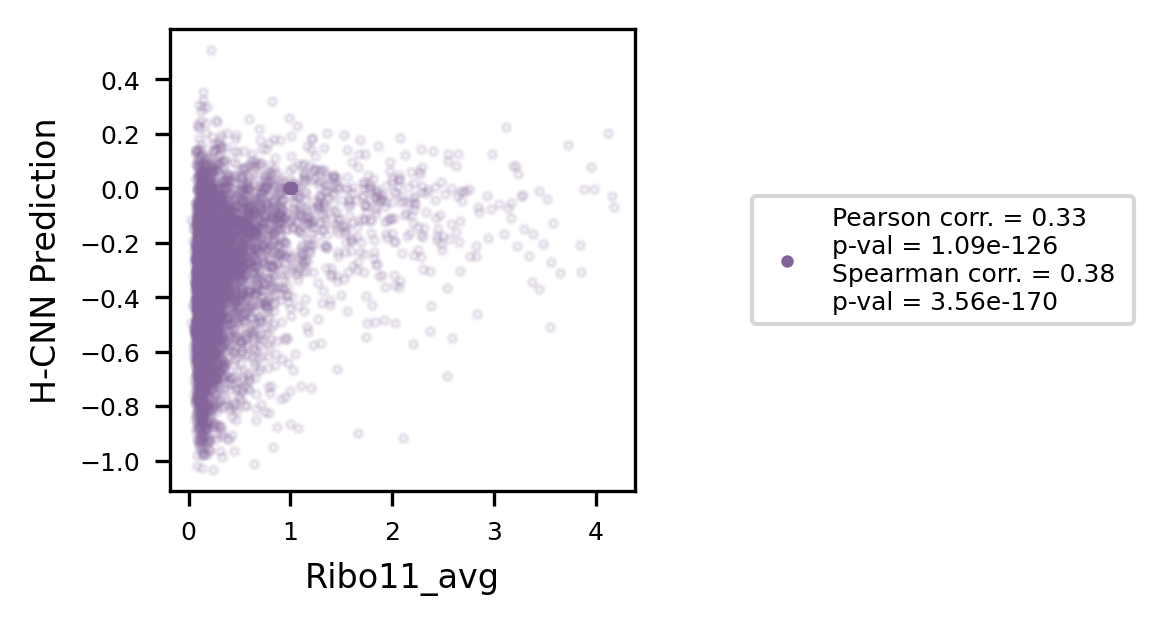 H-CNN Prediction
0.4
0.2
0.0
−0.2
−0.4
−0.6
−0.8
−1.0
0 1 2 3 4
Ribo11_avg
Pearson corr. = 0.33
p-val = 1.09e-126
Spearman corr. = 0.38
p-val = 3.56e-170